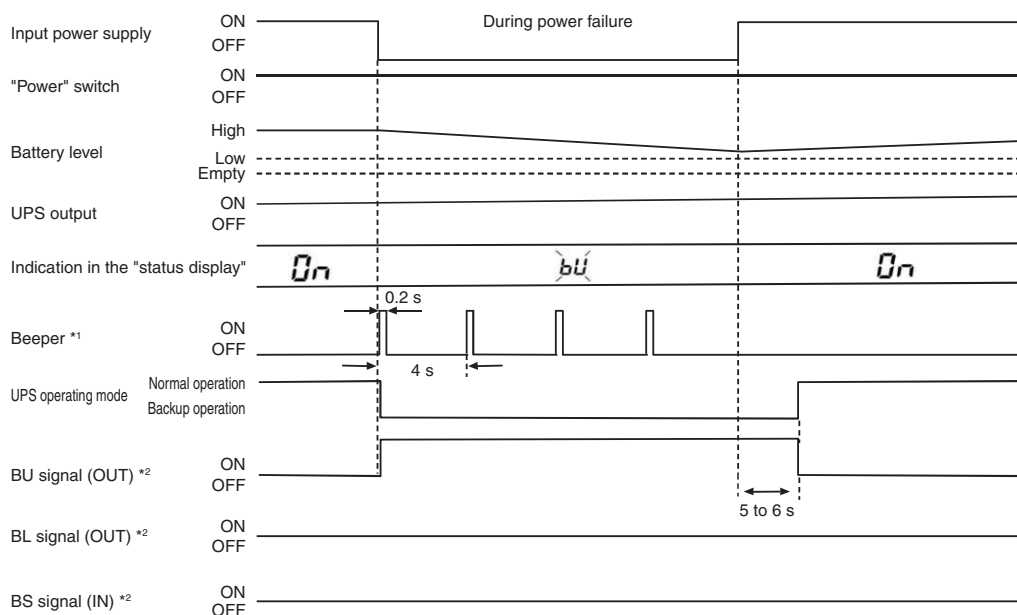 Input power supply ON OFF During power failure
"Power" switch ON OFF
Battery level High Low Empty
UPS output ON OFF
Indication in the "status display" On bU On
0.2 s
Beeper *1 ON OFF
4 s
UPS operating mode Normal operation Backup operation
BU signal (OUT) *2 ON OFF
5 to 6 s
BL signal (OUT) *2 ON OFF
BS signal (IN) *2 ON OFF